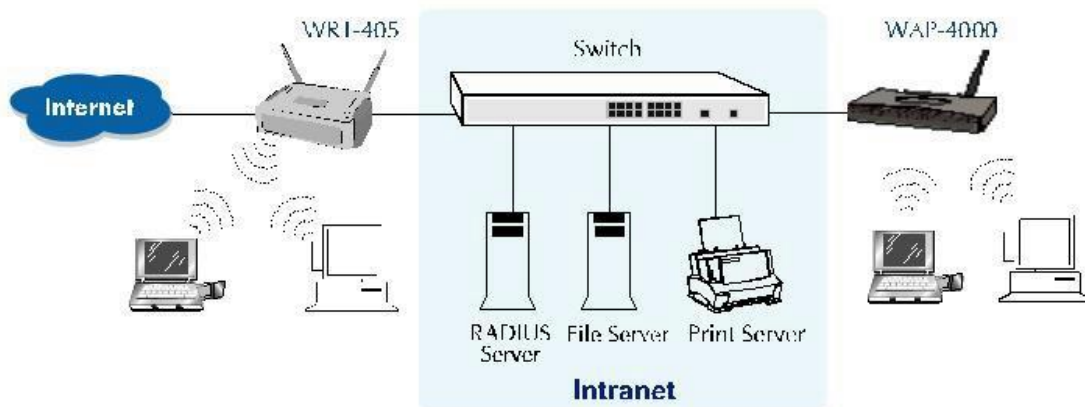 WRT-405
Switch
WAP-4000
Internet
RADIUS
Server
File Server
Print Server
Intranet